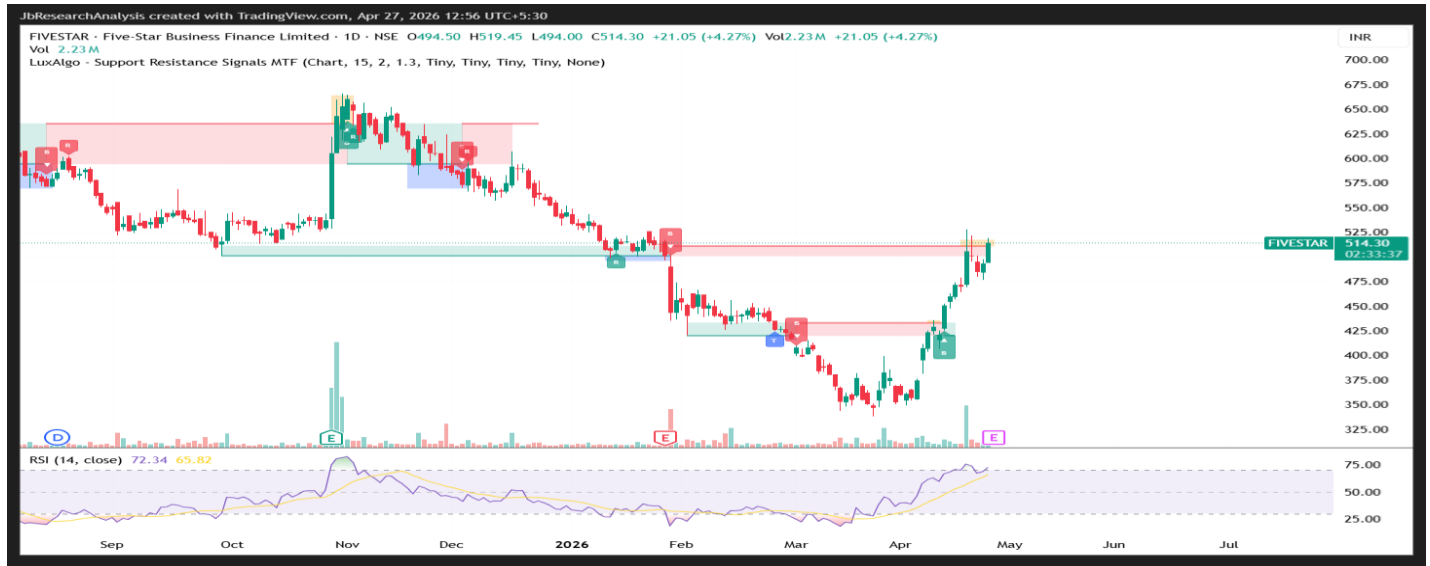 JbResearchAnalysis created with TradingView.com, Apr 27, 2026 12:56 UTC+5:30
FIVESTAR · Five-Star Business Finance Limited · 1D · NSE O494.50 H519.45 L494.00 C514.30 +21.05 (+4.27%) Vol2.23M +21.05 (+4.27%)
INR
Vol 2.23M
LuxAlgo - Support Resistance Signals MTF (Chart, 15, 2, 1.3, Tiny, Tiny, Tiny, Tiny, None)
700.00
675.00
650.00
625.00
600.00
575.00
550.00
525.00
FIVESTAR 514.30
02:33:37
475.00
450.00
425.00
400.00
375.00
350.00
325.00
D E E E
RSI (14, close) 72.34 65.82
75.00
50.00
25.00
Sep Oct Nov Dec 2026 Feb Mar Apr May Jun Jul